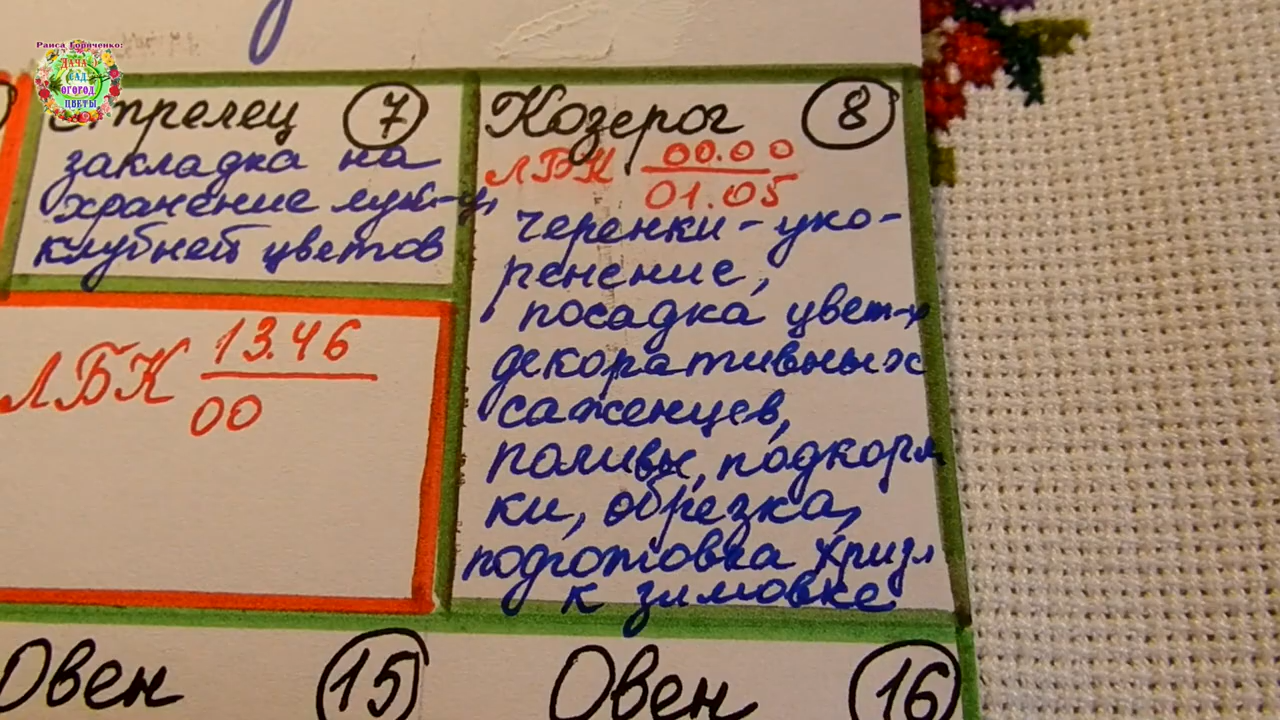 Раиса Горяченко:
ДАЧА
САД
ОГОРОД
ЦВЕТЫ
Стрелец 7
закладка на
хранение лук-ц,
клубней цветов
ЛБК 13.46
00
Козерог 8
ЛБК 00.00
01.05
черенки - уко-
ренение,
посадка цвет-х
декоративных
саженцев,
поливы, подкорм
ки, обрезка,
подготовка хриз
к зимовке
Овен 15
Овен 16